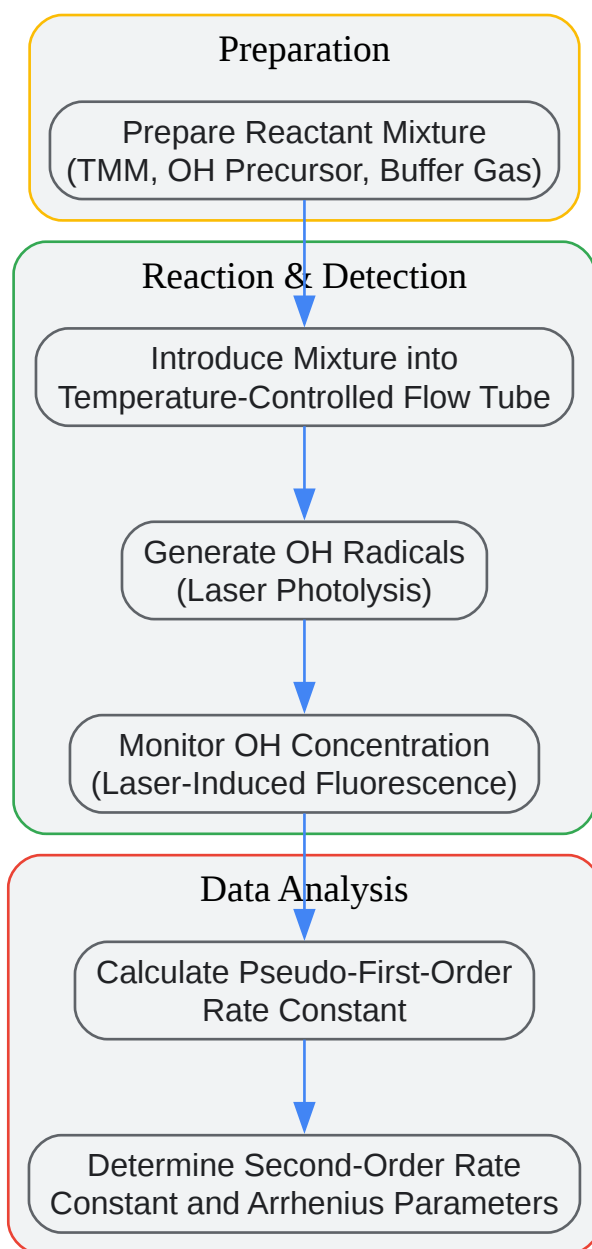 Preparation
Prepare Reactant Mixture
(TMM, OH Precursor, Buffer Gas)
Reaction & Detection
Introduce Mixture into
Temperature-Controlled Flow Tube
Generate OH Radicals
(Laser Photolysis)
Monitor OH Concentration
(Laser-Induced Fluorescence)
Data Analysis
Calculate Pseudo-First-Order
Rate Constant
Determine Second-Order Rate
Constant and Arrhenius Parameters